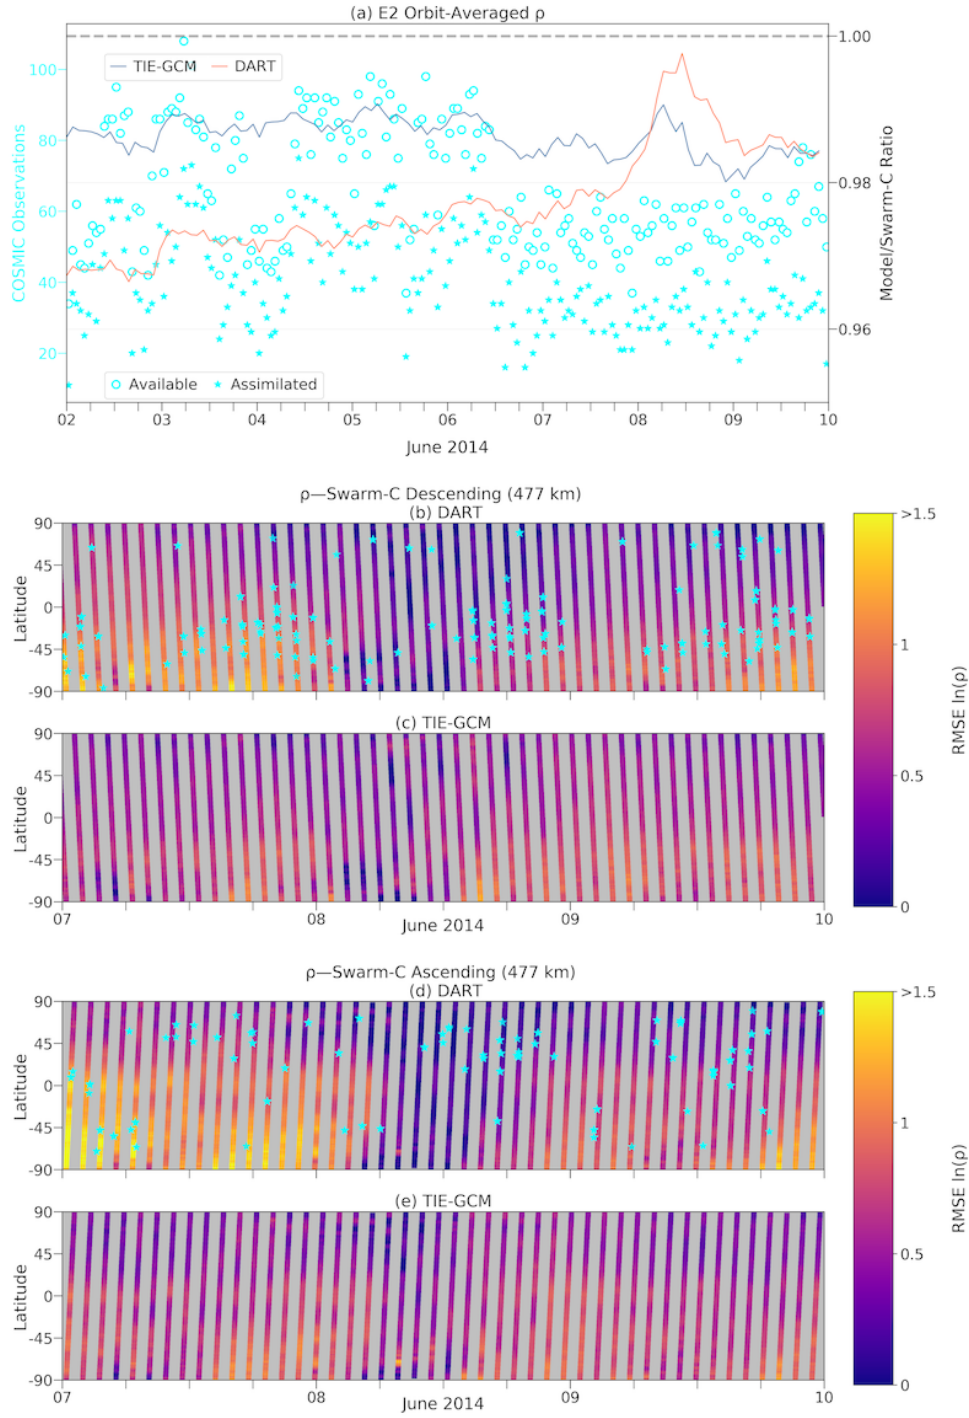 (a) E2 Orbit-Averaged ρ
TIE-GCM DART
COSMIC Observations
100
80
60
40
20
1.00
0.98
0.96
Model/Swarm-C Ratio
Available Assimilated
02 03 04 05 06 07 08 09 10
June 2014
ρ—Swarm-C Descending (477 km)
(b) DART
Latitude
90
45
0
-45
-90
(c) TIE-GCM
Latitude
90
45
0
-45
-90
07 08 09 10
June 2014
>1.5
1
0.5
0
RMSE ln(ρ)
ρ—Swarm-C Ascending (477 km)
(d) DART
Latitude
90
45
0
-45
-90
(e) TIE-GCM
Latitude
90
45
0
-45
-90
07 08 09 10
June 2014
>1.5
1
0.5
0
RMSE ln(ρ)